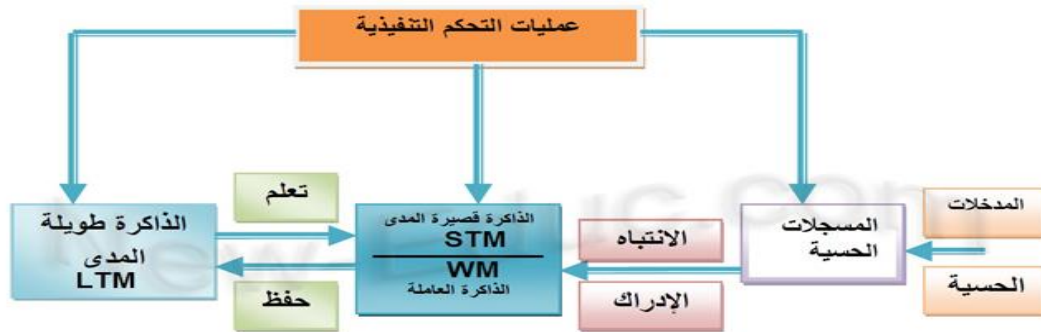 عمليات التحكم التنفيذية
المدخلات
الحسية
المسجلات
الحسية
الانتباه
الإدراك
الذاكرة قصيرة المدى
STM
WM
الذاكرة العاملة
تعلم
حفظ
الذاكرة طويلة
المدى
LTM